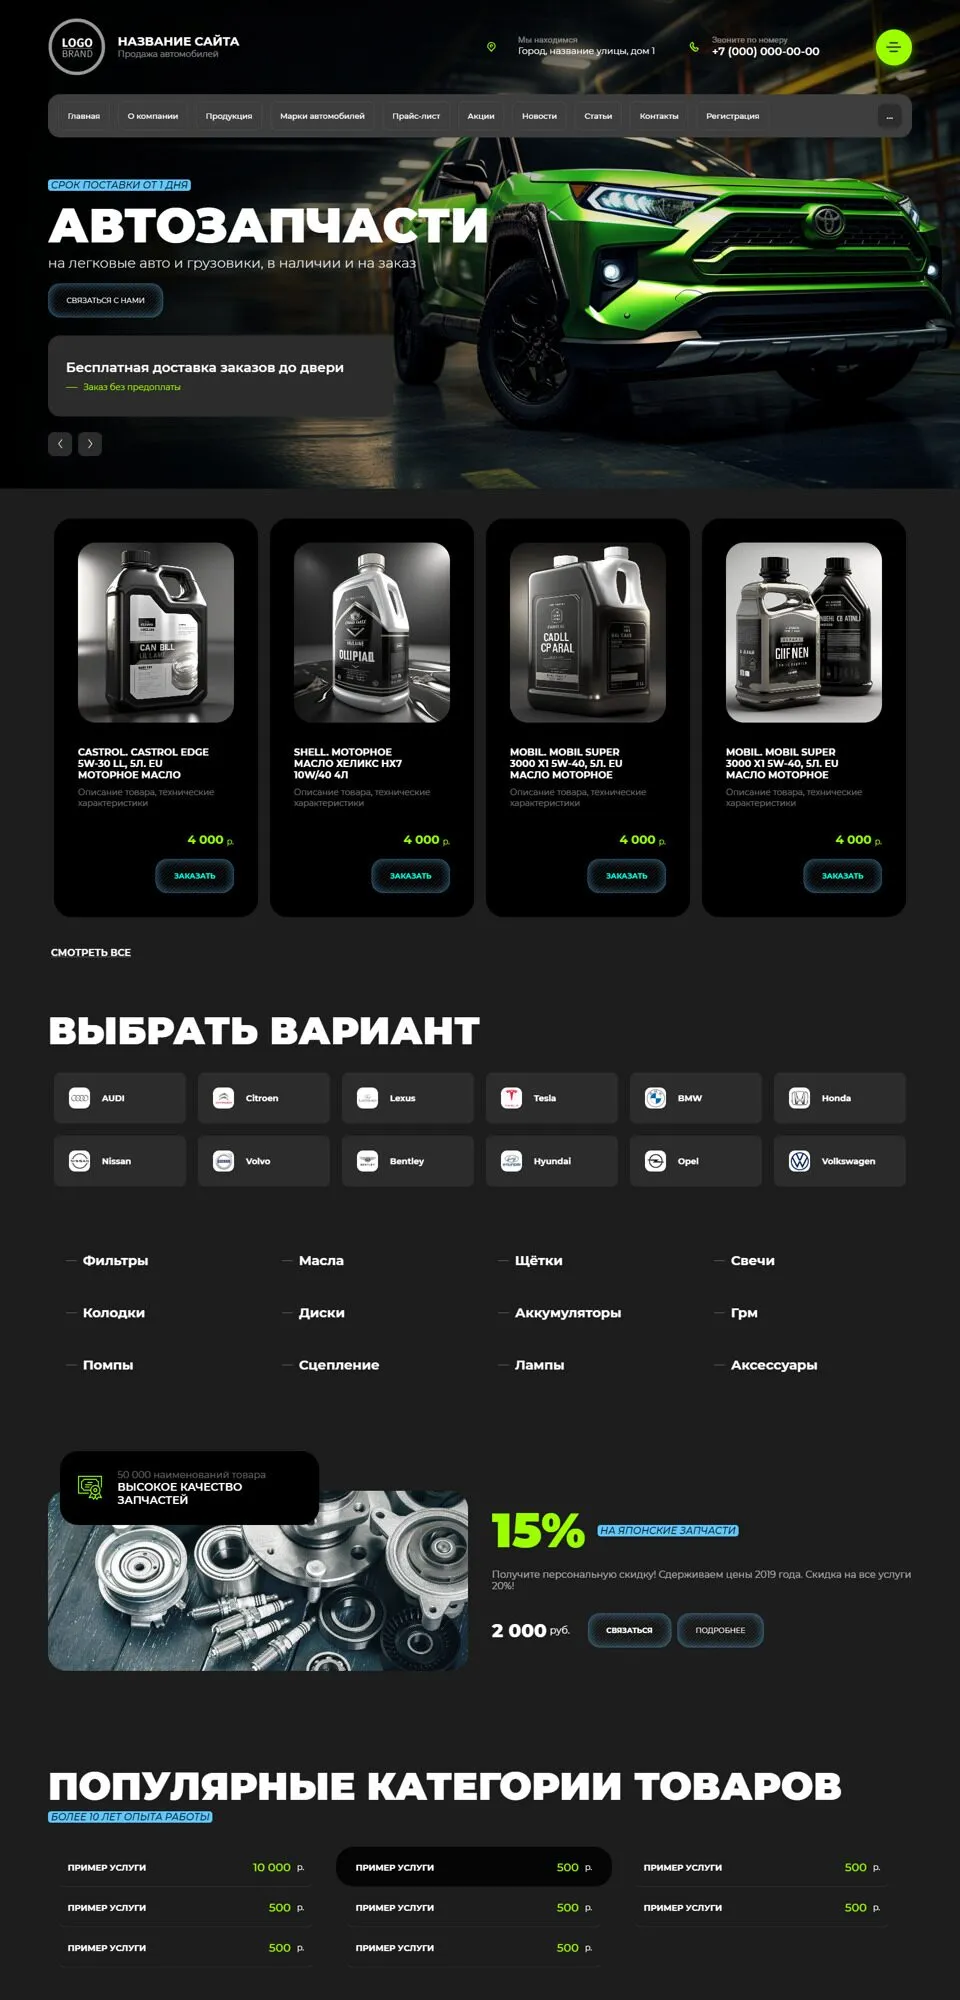 LOGO
BRAND
НАЗВАНИЕ САЙТА
Продажа автомобилей
Мы находимся
Город, название улицы, дом 1
Звоните по номеру
+7 (000) 000-00-00
Главная
О компании
Продукция
Марки автомобилей
Прайс-лист
Акции
Новости
Статьи
Контакты
Регистрация
...
СРОК ПОСТАВКИ ОТ 1 ДНЯ
АВТОЗАПЧАСТИ
на легковые авто и грузовики, в наличии и на заказ
СВЯЗАТЬСЯ С НАМИ
Бесплатная доставка заказов до двери
— Заказ без предоплаты
CAN BILL
OLIIPIAД
CADLL
CP ARAL
GIIF NEN
CASTROL. CASTROL EDGE
5W-30 LL, 5Л. EU
МОТОРНОЕ МАСЛО
Описание товара, технические
характеристики
4 000 р.
ЗАКАЗАТЬ
SHELL. МОТОРНОЕ
МАСЛО ХЕЛИКС НХ7
10W/40 4Л
Описание товара, технические
характеристики
4 000 р.
ЗАКАЗАТЬ
MOBIL. MOBIL SUPER
3000 X1 5W-40, 5Л. EU
МАСЛО МОТОРНОЕ
Описание товара, технические
характеристики
4 000 р.
ЗАКАЗАТЬ
MOBIL. MOBIL SUPER
3000 X1 5W-40, 5Л. EU
МАСЛО МОТОРНОЕ
Описание товара, технические
характеристики
4 000 р.
ЗАКАЗАТЬ
СМОТРЕТЬ ВСЕ
ВЫБРАТЬ ВАРИАНТ
AUDI
Citroen
Lexus
Tesla
BMW
Honda
Nissan
Volvo
Bentley
Hyundai
Opel
Volkswagen
— Фильтры
— Масла
— Щётки
— Свечи
— Колодки
— Диски
— Аккумуляторы
— Грм
— Помпы
— Сцепление
— Лампы
— Аксессуары
50 000 наименований товара
ВЫСОКОЕ КАЧЕСТВО
ЗАПЧАСТЕЙ
15%
НА ЯПОНСКИЕ ЗАПЧАСТИ
Получите персональную скидку! Сдерживаем цены 2019 года. Скидка на все услуги
20%!
2 000 руб.
СВЯЗАТЬСЯ
ПОДРОБНЕЕ
ПОПУЛЯРНЫЕ КАТЕГОРИИ ТОВАРОВ
БОЛЕЕ 10 ЛЕТ ОПЫТА РАБОТЫ
ПРИМЕР УСЛУГИ 10 000 р.
ПРИМЕР УСЛУГИ 500 р.
ПРИМЕР УСЛУГИ 500 р.
ПРИМЕР УСЛУГИ 500 р.
ПРИМЕР УСЛУГИ 500 р.
ПРИМЕР УСЛУГИ 500 р.
ПРИМЕР УСЛУГИ 500 р.
ПРИМЕР УСЛУГИ 500 р.